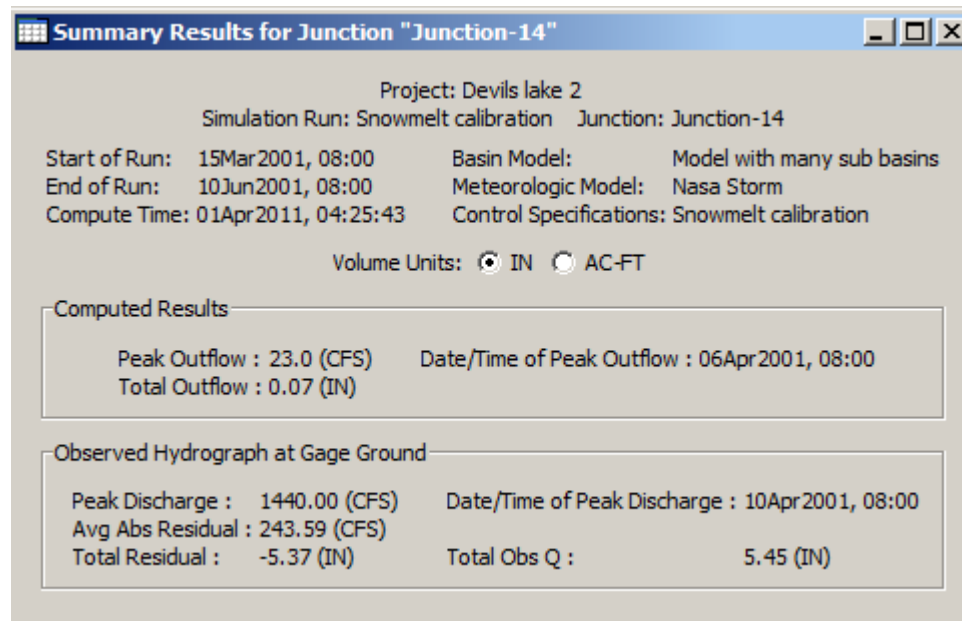 Summary Results for Junction "Junction-14"
Project: Devils lake 2
Simulation Run: Snowmelt calibration Junction: Junction-14
Start of Run: 15Mar2001, 08:00 Basin Model: Model with many sub basins
End of Run: 10Jun2001, 08:00 Meteorologic Model: Nasa Storm
Compute Time: 01Apr2011, 04:25:43 Control Specifications: Snowmelt calibration
Volume Units: IN AC-FT
Computed Results
Peak Outflow : 23.0 (CFS) Date/Time of Peak Outflow : 06Apr2001, 08:00
Total Outflow : 0.07 (IN)
Observed Hydrograph at Gage Ground
Peak Discharge : 1440.00 (CFS) Date/Time of Peak Discharge : 10Apr2001, 08:00
Avg Abs Residual : 243.59 (CFS)
Total Residual : -5.37 (IN) Total Obs Q : 5.45 (IN)